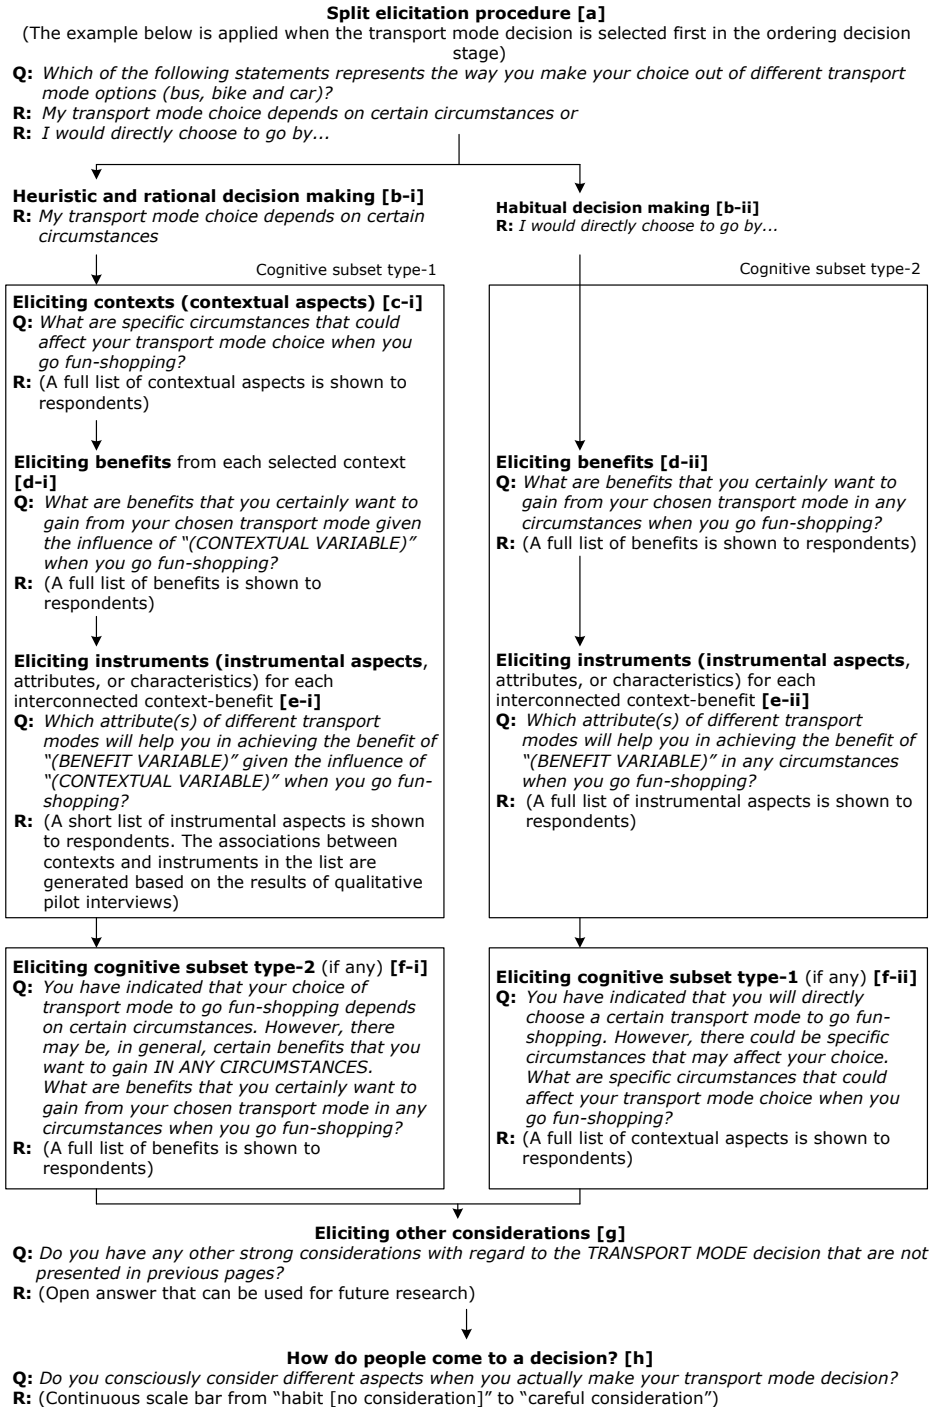 Split elicitation procedure [a]
(The example below is applied when the transport mode decision is selected first in the ordering decision
stage)
Q: Which of the following statements represents the way you make your choice out of different transport
mode options (bus, bike and car)?
R: My transport mode choice depends on certain circumstances or
R: I would directly choose to go by...
Heuristic and rational decision making [b-i]
R: My transport mode choice depends on certain
circumstances
Habitual decision making [b-ii]
R: I would directly choose to go by...
Cognitive subset type-1
Eliciting contexts (contextual aspects) [c-i]
Q: What are specific circumstances that could
affect your transport mode choice when you
go fun-shopping?
R: (A full list of contextual aspects is shown to
respondents)
Eliciting benefits from each selected context
[d-i]
Q: What are benefits that you certainly want to
gain from your chosen transport mode given
the influence of “(CONTEXTUAL VARIABLE)”
when you go fun-shopping?
R: (A full list of benefits is shown to
respondents)
Eliciting instruments (instrumental aspects,
attributes, or characteristics) for each
interconnected context-benefit [e-i]
Q: Which attribute(s) of different transport
modes will help you in achieving the benefit of
“(BENEFIT VARIABLE)” given the influence of
“(CONTEXTUAL VARIABLE)” when you go fun-
shopping?
R: (A short list of instrumental aspects is shown
to respondents. The associations between
contexts and instruments in the list are
generated based on the results of qualitative
pilot interviews)
Cognitive subset type-2
Eliciting benefits [d-ii]
Q: What are benefits that you certainly want to
gain from your chosen transport mode in any
circumstances when you go fun-shopping?
R: (A full list of benefits is shown to respondents)
Eliciting instruments (instrumental aspects,
attributes, or characteristics) for each
interconnected context-benefit [e-ii]
Q: Which attribute(s) of different transport
modes will help you in achieving the benefit of
“(BENEFIT VARIABLE)” in any circumstances
when you go fun-shopping?
R: (A full list of instrumental aspects is shown to
respondents)
Eliciting cognitive subset type-2 (if any) [f-i]
Q: You have indicated that your choice of
transport mode to go fun-shopping depends
on certain circumstances. However, there
may be, in general, certain benefits that you
want to gain IN ANY CIRCUMSTANCES.
What are benefits that you certainly want to
gain from your chosen transport mode in any
circumstances when you go fun-shopping?
R: (A full list of benefits is shown to
respondents)
Eliciting cognitive subset type-1 (if any) [f-ii]
Q: You have indicated that you will directly
choose a certain transport mode to go fun-
shopping. However, there could be specific
circumstances that may affect your choice.
What are specific circumstances that could
affect your transport mode choice when you
go fun-shopping?
R: (A full list of contextual aspects is shown to
respondents)
Eliciting other considerations [g]
Q: Do you have any other strong considerations with regard to the TRANSPORT MODE decision that are not
presented in previous pages?
R: (Open answer that can be used for future research)
How do people come to a decision? [h]
Q: Do you consciously consider different aspects when you actually make your transport mode decision?
R: (Continuous scale bar from “habit [no consideration]” to “careful consideration”)